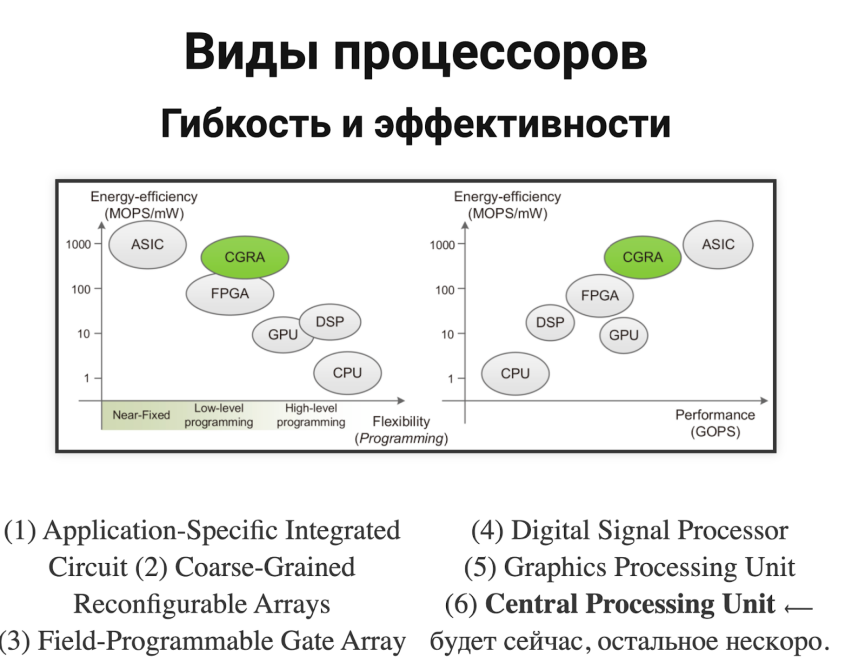 Виды процессоров
Гибкость и эффективности
Energy-efficiency
(MOPS/mW)
1000
100
10
1
ASIC
CGRA
FPGA
GPU
DSP
CPU
Near-Fixed
Low-level
programming
High-level
programming
Flexibility
(Programming)
Energy-efficiency
(MOPS/mW)
1000
100
10
1
ASIC
CGRA
FPGA
DSP
GPU
CPU
Performance
(GOPS)
(1) Application-Specific Integrated
Circuit (2) Coarse-Grained
Reconfigurable Arrays
(3) Field-Programmable Gate Array
(4) Digital Signal Processor
(5) Graphics Processing Unit
(6) Central Processing Unit ←
будет сейчас, остальное нескоро.